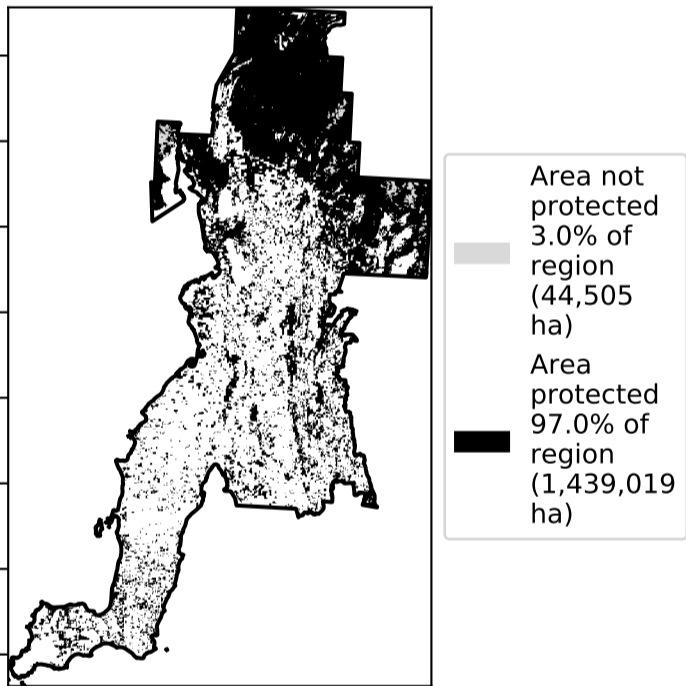 Area not
protected
3.0% of
region
(44,505
ha)
Area
protected
97.0% of
region
(1,439,019
ha)